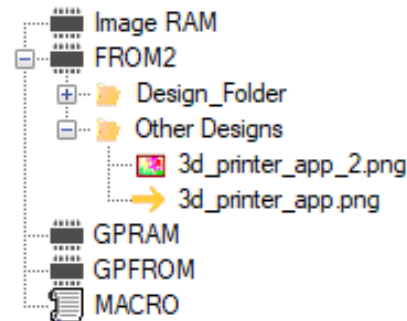 Image RAM
FROM2
Design_Folder
Other Designs
3d_printer_app_2.png
3d_printer_app.png
GPRAM
GPFROM
MACRO